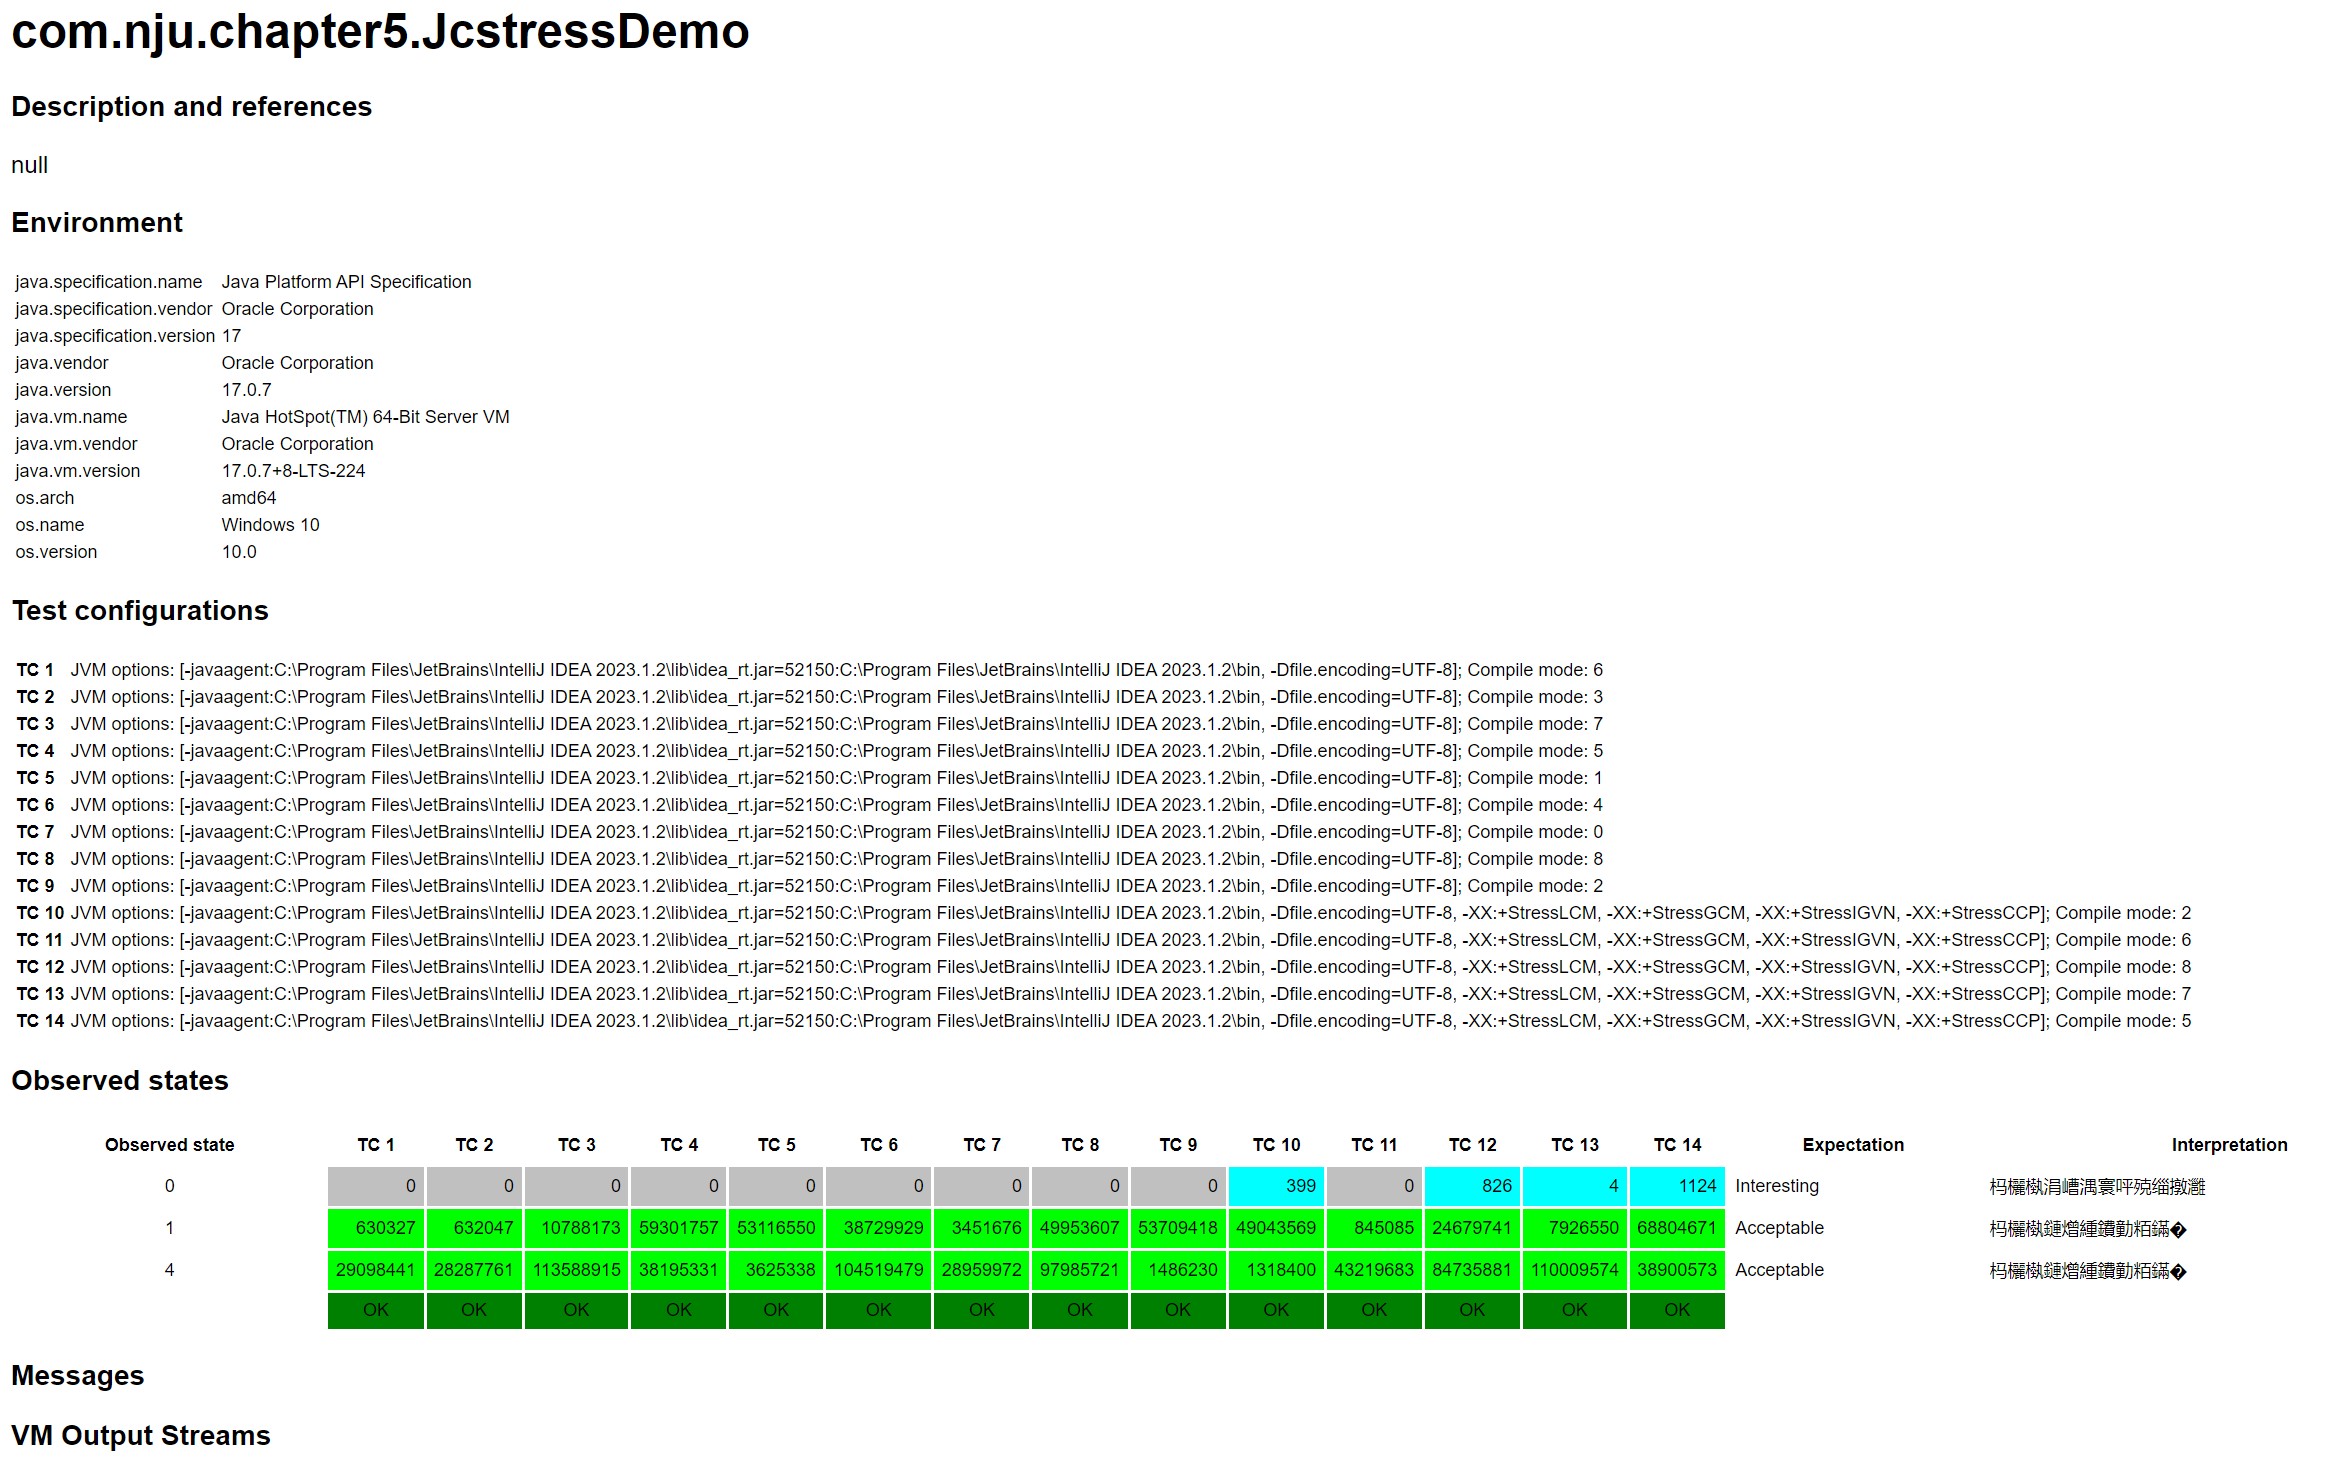 com.nju.chapter5.JcstressDemo
Description and references
null
Environment
java.specification.name Java Platform API Specification
java.specification.vendor Oracle Corporation
java.specification.version 17
java.vendor Oracle Corporation
java.version 17.0.7
java.vm.name Java HotSpot(TM) 64-Bit Server VM
java.vm.vendor Oracle Corporation
java.vm.version 17.0.7+8-LTS-224
os.arch amd64
os.name Windows 10
os.version 10.0
Test configurations
TC 1 JVM options: [-javaagent:C:\Program Files\JetBrains\IntelliJ IDEA 2023.1.2\lib\idea_rt.jar=52150:C:\Program Files\JetBrains\IntelliJ IDEA 2023.1.2\bin, -Dfile.encoding=UTF-8]; Compile mode: 6
TC 2 JVM options: [-javaagent:C:\Program Files\JetBrains\IntelliJ IDEA 2023.1.2\lib\idea_rt.jar=52150:C:\Program Files\JetBrains\IntelliJ IDEA 2023.1.2\bin, -Dfile.encoding=UTF-8]; Compile mode: 3
TC 3 JVM options: [-javaagent:C:\Program Files\JetBrains\IntelliJ IDEA 2023.1.2\lib\idea_rt.jar=52150:C:\Program Files\JetBrains\IntelliJ IDEA 2023.1.2\bin, -Dfile.encoding=UTF-8]; Compile mode: 7
TC 4 JVM options: [-javaagent:C:\Program Files\JetBrains\IntelliJ IDEA 2023.1.2\lib\idea_rt.jar=52150:C:\Program Files\JetBrains\IntelliJ IDEA 2023.1.2\bin, -Dfile.encoding=UTF-8]; Compile mode: 5
TC 5 JVM options: [-javaagent:C:\Program Files\JetBrains\IntelliJ IDEA 2023.1.2\lib\idea_rt.jar=52150:C:\Program Files\JetBrains\IntelliJ IDEA 2023.1.2\bin, -Dfile.encoding=UTF-8]; Compile mode: 1
TC 6 JVM options: [-javaagent:C:\Program Files\JetBrains\IntelliJ IDEA 2023.1.2\lib\idea_rt.jar=52150:C:\Program Files\JetBrains\IntelliJ IDEA 2023.1.2\bin, -Dfile.encoding=UTF-8]; Compile mode: 4
TC 7 JVM options: [-javaagent:C:\Program Files\JetBrains\IntelliJ IDEA 2023.1.2\lib\idea_rt.jar=52150:C:\Program Files\JetBrains\IntelliJ IDEA 2023.1.2\bin, -Dfile.encoding=UTF-8]; Compile mode: 0
TC 8 JVM options: [-javaagent:C:\Program Files\JetBrains\IntelliJ IDEA 2023.1.2\lib\idea_rt.jar=52150:C:\Program Files\JetBrains\IntelliJ IDEA 2023.1.2\bin, -Dfile.encoding=UTF-8]; Compile mode: 8
TC 9 JVM options: [-javaagent:C:\Program Files\JetBrains\IntelliJ IDEA 2023.1.2\lib\idea_rt.jar=52150:C:\Program Files\JetBrains\IntelliJ IDEA 2023.1.2\bin, -Dfile.encoding=UTF-8]; Compile mode: 2
TC 10 JVM options: [-javaagent:C:\Program Files\JetBrains\IntelliJ IDEA 2023.1.2\lib\idea_rt.jar=52150:C:\Program Files\JetBrains\IntelliJ IDEA 2023.1.2\bin, -Dfile.encoding=UTF-8, -XX:+StressLCM, -XX:+StressGCM, -XX:+StressIGVN, -XX:+StressCCP]; Compile mode: 2
TC 11 JVM options: [-javaagent:C:\Program Files\JetBrains\IntelliJ IDEA 2023.1.2\lib\idea_rt.jar=52150:C:\Program Files\JetBrains\IntelliJ IDEA 2023.1.2\bin, -Dfile.encoding=UTF-8, -XX:+StressLCM, -XX:+StressGCM, -XX:+StressIGVN, -XX:+StressCCP]; Compile mode: 6
TC 12 JVM options: [-javaagent:C:\Program Files\JetBrains\IntelliJ IDEA 2023.1.2\lib\idea_rt.jar=52150:C:\Program Files\JetBrains\IntelliJ IDEA 2023.1.2\bin, -Dfile.encoding=UTF-8, -XX:+StressLCM, -XX:+StressGCM, -XX:+StressIGVN, -XX:+StressCCP]; Compile mode: 8
TC 13 JVM options: [-javaagent:C:\Program Files\JetBrains\IntelliJ IDEA 2023.1.2\lib\idea_rt.jar=52150:C:\Program Files\JetBrains\IntelliJ IDEA 2023.1.2\bin, -Dfile.encoding=UTF-8, -XX:+StressLCM, -XX:+StressGCM, -XX:+StressIGVN, -XX:+StressCCP]; Compile mode: 7
TC 14 JVM options: [-javaagent:C:\Program Files\JetBrains\IntelliJ IDEA 2023.1.2\lib\idea_rt.jar=52150:C:\Program Files\JetBrains\IntelliJ IDEA 2023.1.2\bin, -Dfile.encoding=UTF-8, -XX:+StressLCM, -XX:+StressGCM, -XX:+StressIGVN, -XX:+StressCCP]; Compile mode: 5
Observed states
Observed state TC 1 TC 2 TC 3 TC 4 TC 5 TC 6 TC 7 TC 8 TC 9 TC 10 TC 11 TC 12 TC 13 TC 14 Expectation Interpretation
0 0 0 0 0 0 0 0 0 0 399 0 826 4 1124 Interesting
1 630327 632047 10788173 59301757 53116550 38729929 3451676 49953607 53709418 49043569 845085 24679741 7926550 68804671 Acceptable
4 29098441 28287761 113588915 38195331 3625338 104519479 28959972 97985721 1486230 1318400 43219683 84735881 110009574 38900573 Acceptable
OK OK OK OK OK OK OK OK OK OK OK OK OK OK
Messages
VM Output Streams